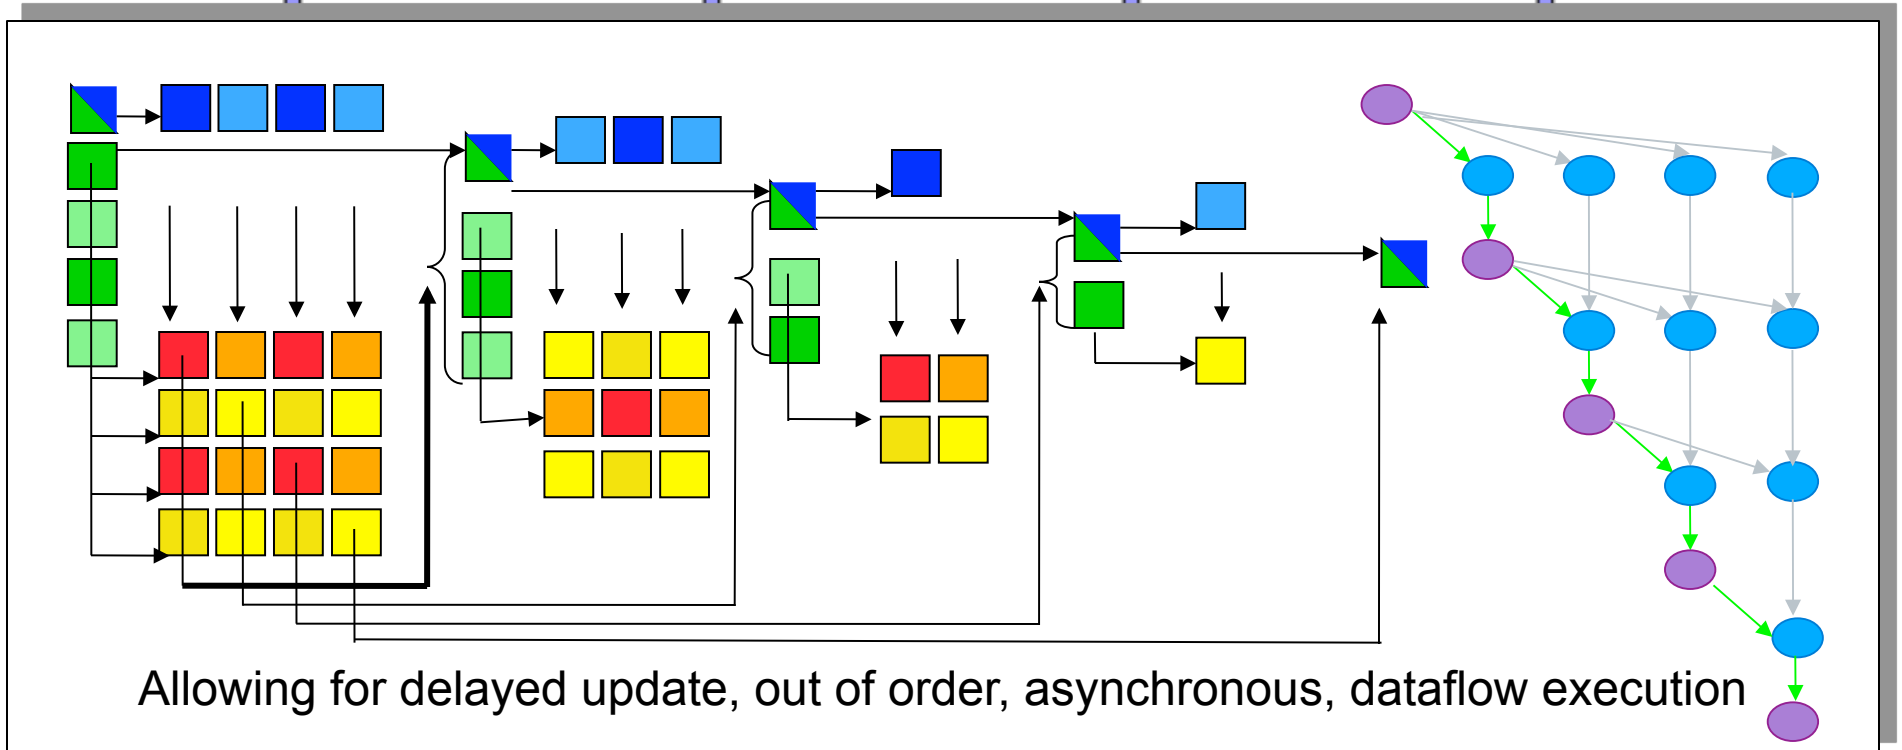 Allowing for delayed update, out of order, asynchronous, dataflow execution